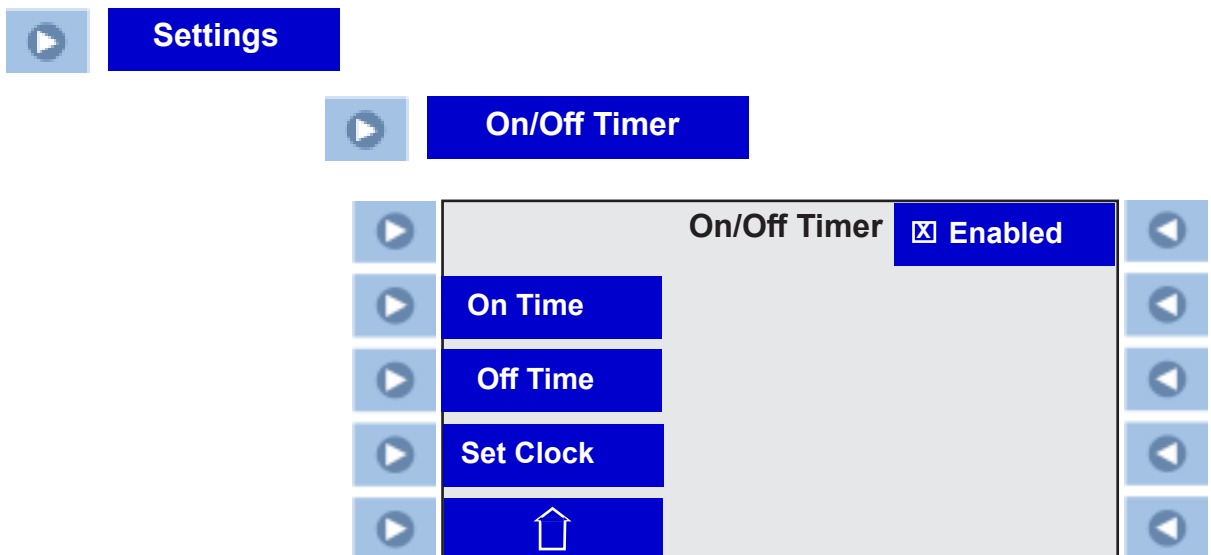 Settings
On/Off Timer
On/Off Timer
☒ Enabled
On Time
Off Time
Set Clock